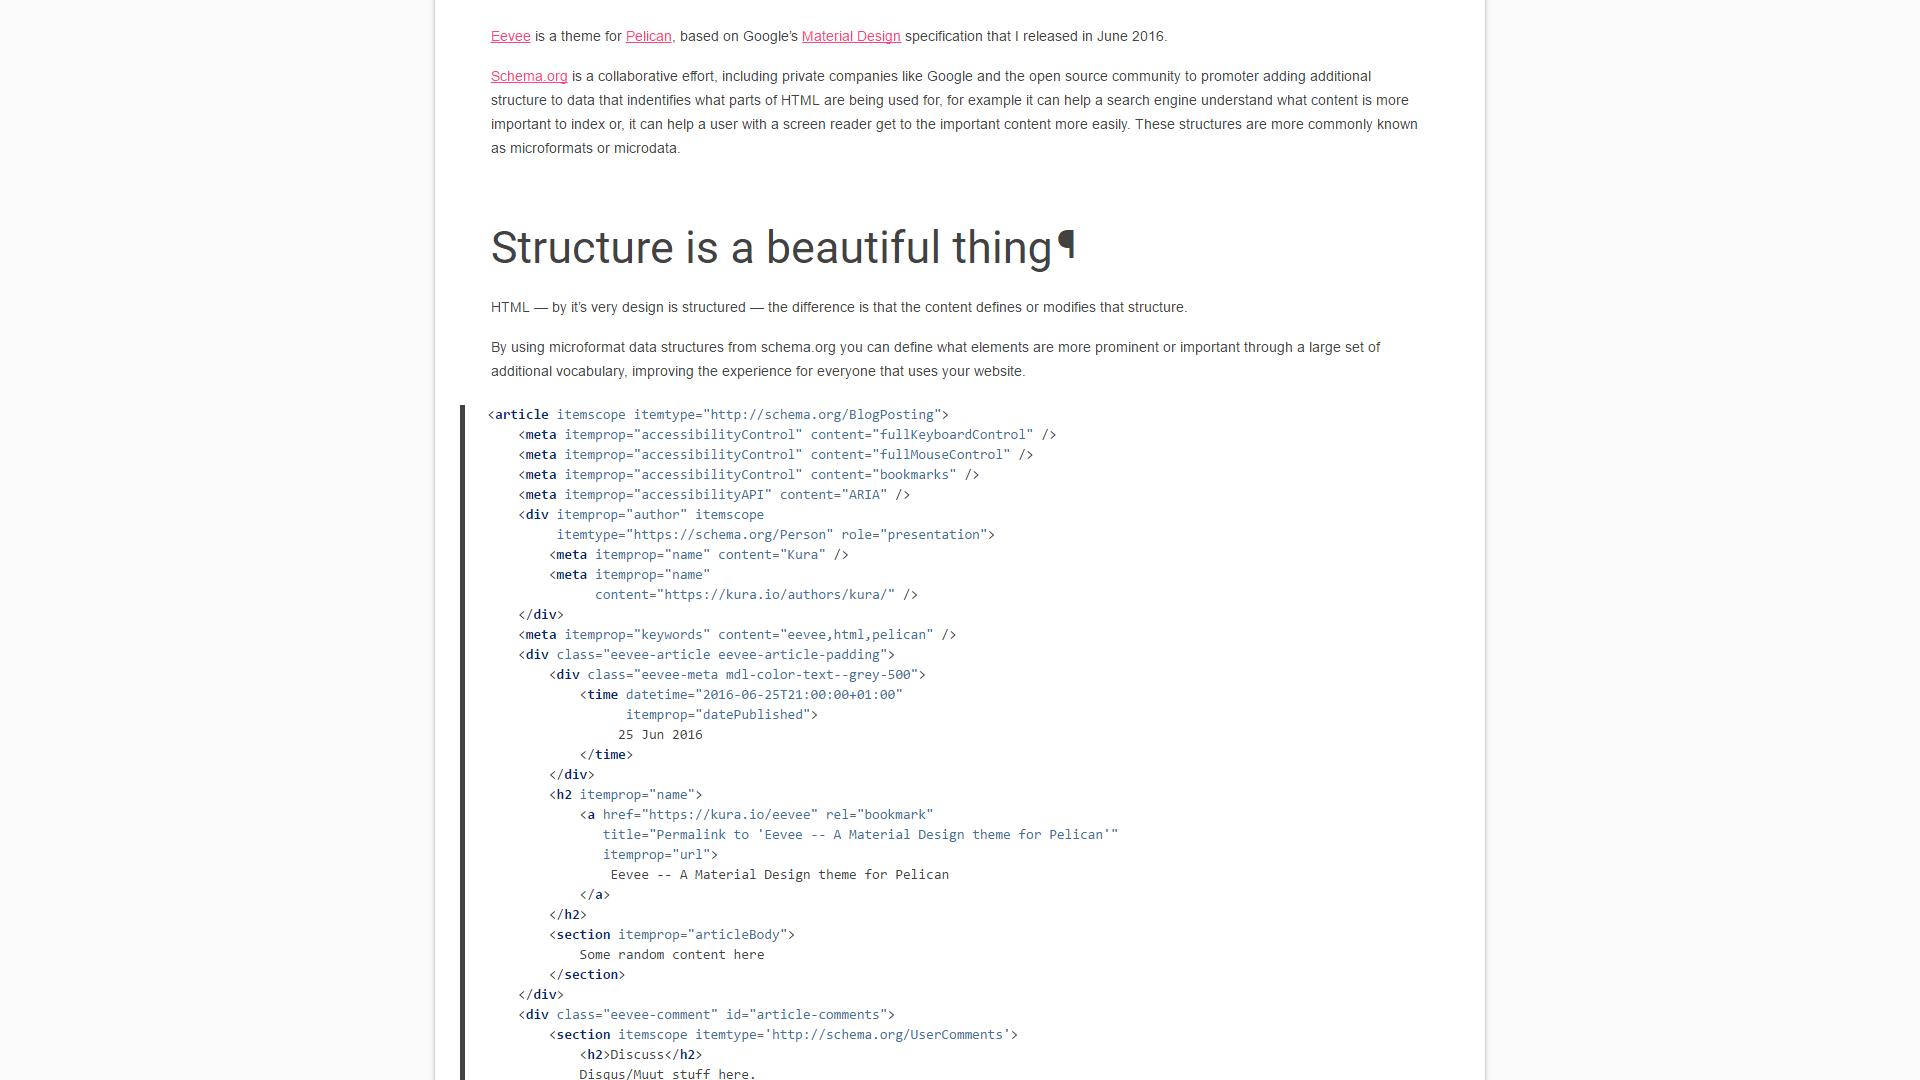 Eevee is a theme for Pelican, based on Google’s Material Design specification that I released in June 2016.
Schema.org is a collaborative effort, including private companies like Google and the open source community to promoter adding additional
structure to data that indentifies what parts of HTML are being used for, for example it can help a search engine understand what content is more
important to index or, it can help a user with a screen reader get to the important content more easily. These structures are more commonly known
as microformats or microdata.
Structure is a beautiful thing¶
HTML — by it’s very design is structured — the difference is that the content defines or modifies that structure.
By using microformat data structures from schema.org you can define what elements are more prominent or important through a large set of
additional vocabulary, improving the experience for everyone that uses your website.
<article itemscope itemtype="http://schema.org/BlogPosting">
    <meta itemprop="accessibilityControl" content="fullKeyboardControl" />
    <meta itemprop="accessibilityControl" content="fullMouseControl" />
    <meta itemprop="accessibilityControl" content="bookmarks" />
    <meta itemprop="accessibilityAPI" content="ARIA" />
    <div itemprop="author" itemscope
         itemtype="https://schema.org/Person" role="presentation">
        <meta itemprop="name" content="Kura" />
        <meta itemprop="name"
              content="https://kura.io/authors/kura/" />
    </div>
    <meta itemprop="keywords" content="eevee,html,pelican" />
    <div class="eevee-article eevee-article-padding">
        <div class="eevee-meta mdl-color-text--grey-500">
            <time datetime="2016-06-25T21:00:00+01:00"
                  itemprop="datePublished">
                 25 Jun 2016
            </time>
        </div>
        <h2 itemprop="name">
            <a href="https://kura.io/eevee" rel="bookmark"
               title="Permalink to 'Eevee -- A Material Design theme for Pelican'"
               itemprop="url">
                Eevee -- A Material Design theme for Pelican
            </a>
        </h2>
        <section itemprop="articleBody">
            Some random content here
        </section>
    </div>
    <div class="eevee-comment" id="article-comments">
        <section itemscope itemtype='http://schema.org/UserComments'>
            <h2>Discuss</h2>
            Disqus/Muut stuff here.